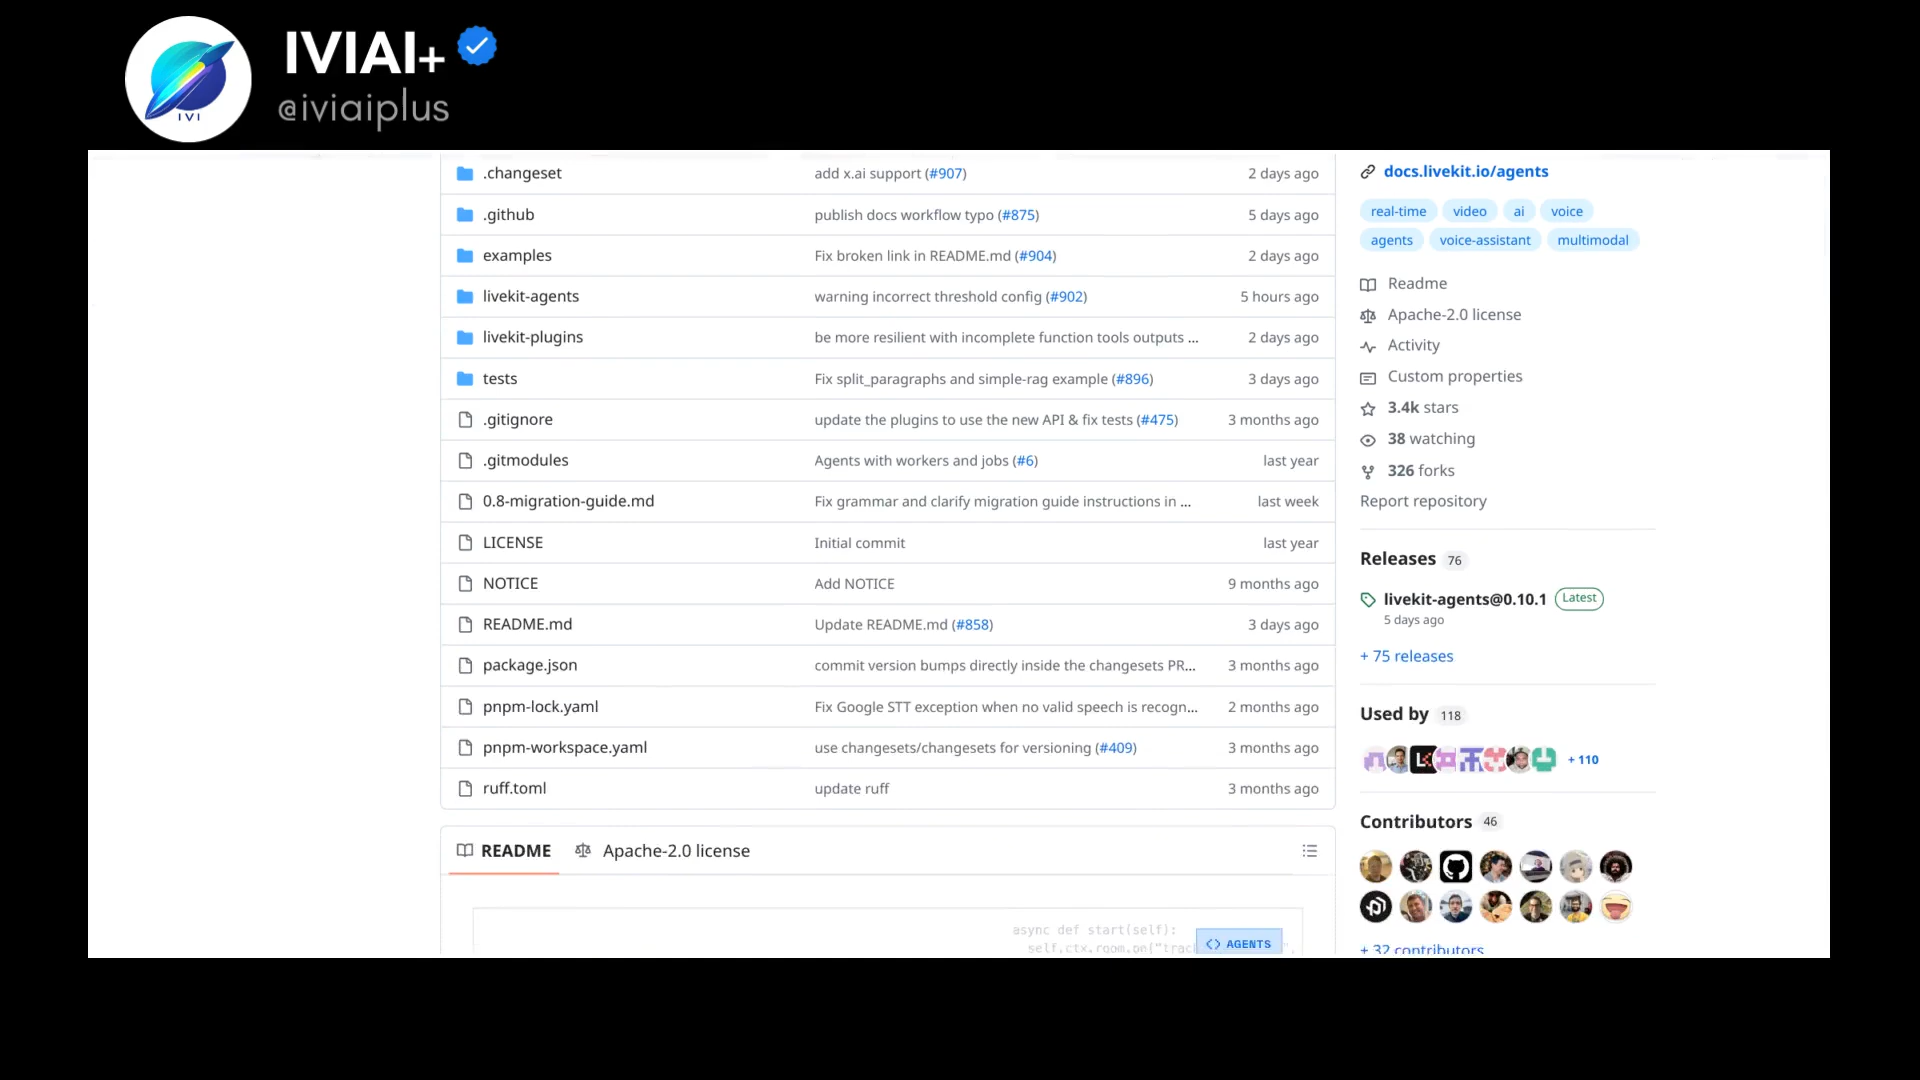 IVIAI+
@iviaiplus
IVI
.changeset add x.ai support (#907) 2 days ago
.github publish docs workflow typo (#875) 5 days ago
examples Fix broken link in README.md (#904) 2 days ago
livekit-agents warning incorrect threshold config (#902) 5 hours ago
livekit-plugins be more resilient with incomplete function tools outputs ... 2 days ago
tests Fix split_paragraphs and simple-rag example (#896) 3 days ago
.gitignore update the plugins to use the new API & fix tests (#475) 3 months ago
.gitmodules Agents with workers and jobs (#6) last year
0.8-migration-guide.md Fix grammar and clarify migration guide instructions in ... last week
LICENSE Initial commit last year
NOTICE Add NOTICE 9 months ago
README.md Update README.md (#858) 3 days ago
package.json commit version bumps directly inside the changesets PR... 3 months ago
pnpm-lock.yaml Fix Google STT exception when no valid speech is recogn... 2 months ago
pnpm-workspace.yaml use changesets/changesets for versioning (#409) 3 months ago
ruff.toml update ruff 3 months ago
README Apache-2.0 license
async def start(self):
self.ctx.room.on("trac
<> AGENTS
docs.livekit.io/agents
real-time video ai voice
agents voice-assistant multimodal
Readme
Apache-2.0 license
Activity
Custom properties
3.4k stars
38 watching
326 forks
Report repository
Releases 76
livekit-agents@0.10.1 Latest
5 days ago
+ 75 releases
Used by 118
+ 110
Contributors 46
+ 32 contributors